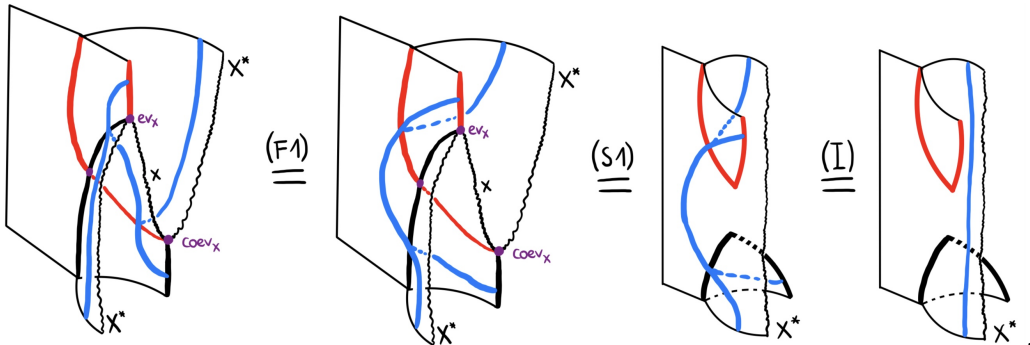 X*
ev_x
x
coev_x
X*
(F1)
=
X*
ev_x
x
coev_x
X*
(S1)
=
X*
(I)
=
X*